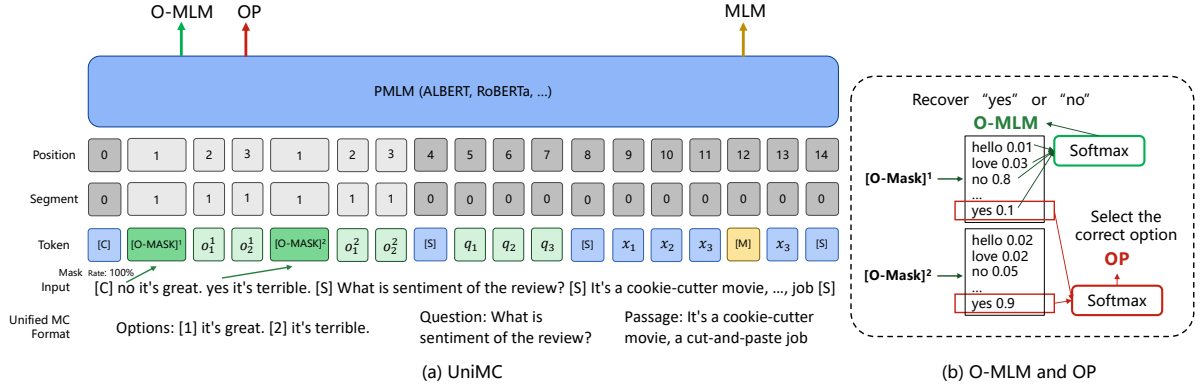 O-MLM OP MLM
PMLM (ALBERT, RoBERTa, ...)
Position 0 1 2 3 1 2 3 4 5 6 7 8 9 10 11 12 13 14
Segment 0 1 1 1 1 1 1 0 0 0 0 0 0 0 0 0 0 0
Token [C] [O-MASK]¹ o₁¹ o₂¹ [O-MASK]² o₁² o₂² [S] q₁ q₂ q₃ [S] x₁ x₂ x₃ [M] x₃ [S]
Mask Rate: 100%
Input [C] no it's great. yes it's terrible. [S] What is sentiment of the review? [S] It's a cookie-cutter movie, ..., job [S]
Unified MC
Format
Options: [1] it's great. [2] it's terrible.
Question: What is
sentiment of the review?
Passage: It's a cookie-cutter
movie, a cut-and-paste job
(a) UniMC
Recover “yes” or “no”
O-MLM
[O-Mask]¹
hello 0.01
love 0.03
no 0.8
...
yes 0.1
Softmax
[O-Mask]²
hello 0.02
love 0.02
no 0.05
...
yes 0.9
Select the
correct option
OP
Softmax
(b) O-MLM and OP